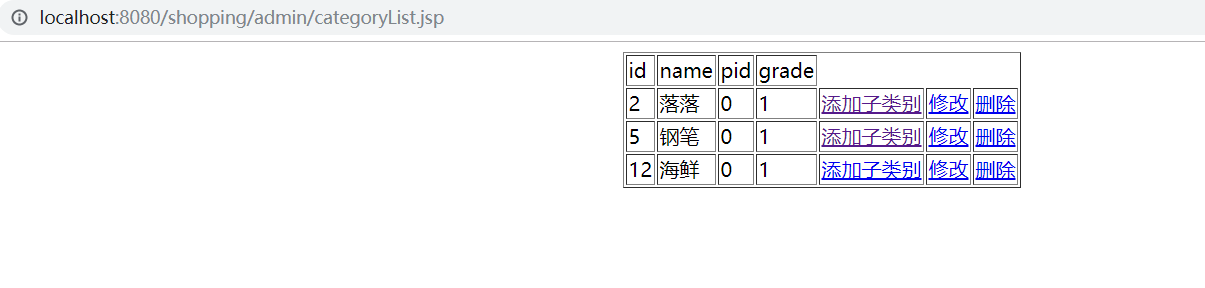 localhost:8080/shopping/admin/categoryList.jsp
id name pid grade
2 落落 0 1 添加子类别 修改 删除
5 钢笔 0 1 添加子类别 修改 删除
12 海鲜 0 1 添加子类别 修改 删除